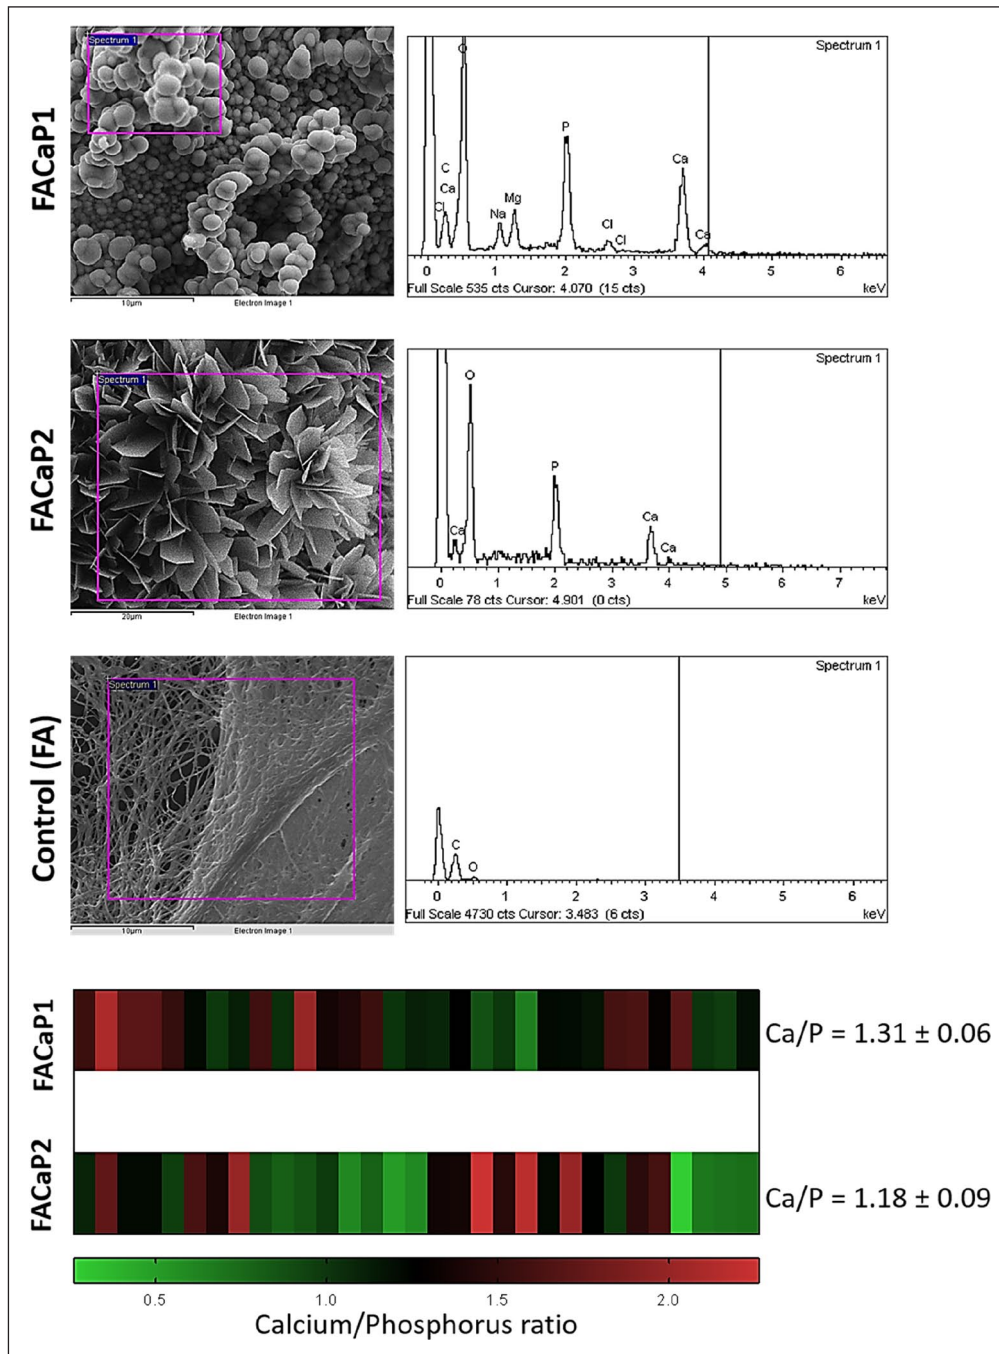 FACaP1
Spectrum 1
10µm Electron Image 1
Spectrum 1
O
C
Ca
Cl
Na
Mg
P
Cl
Cl
Ca
Ca
0 1 2 3 4 5 6
Full Scale 535 cts Cursor: 4.070 (15 cts) keV
FACaP2
Spectrum 1
20µm Electron Image 1
Spectrum 1
O
Ca
P
Ca
Ca
0 1 2 3 4 5 6 7
Full Scale 78 cts Cursor: 4.901 (0 cts) keV
Control (FA)
Spectrum 1
10µm Electron Image 1
Spectrum 1
C
O
0 1 2 3 4 5 6
Full Scale 4730 cts Cursor: 3.483 (6 cts) keV
FACaP1
Ca/P = 1.31 ± 0.06
FACaP2
Ca/P = 1.18 ± 0.09
0.5 1.0 1.5 2.0
Calcium/Phosphorus ratio